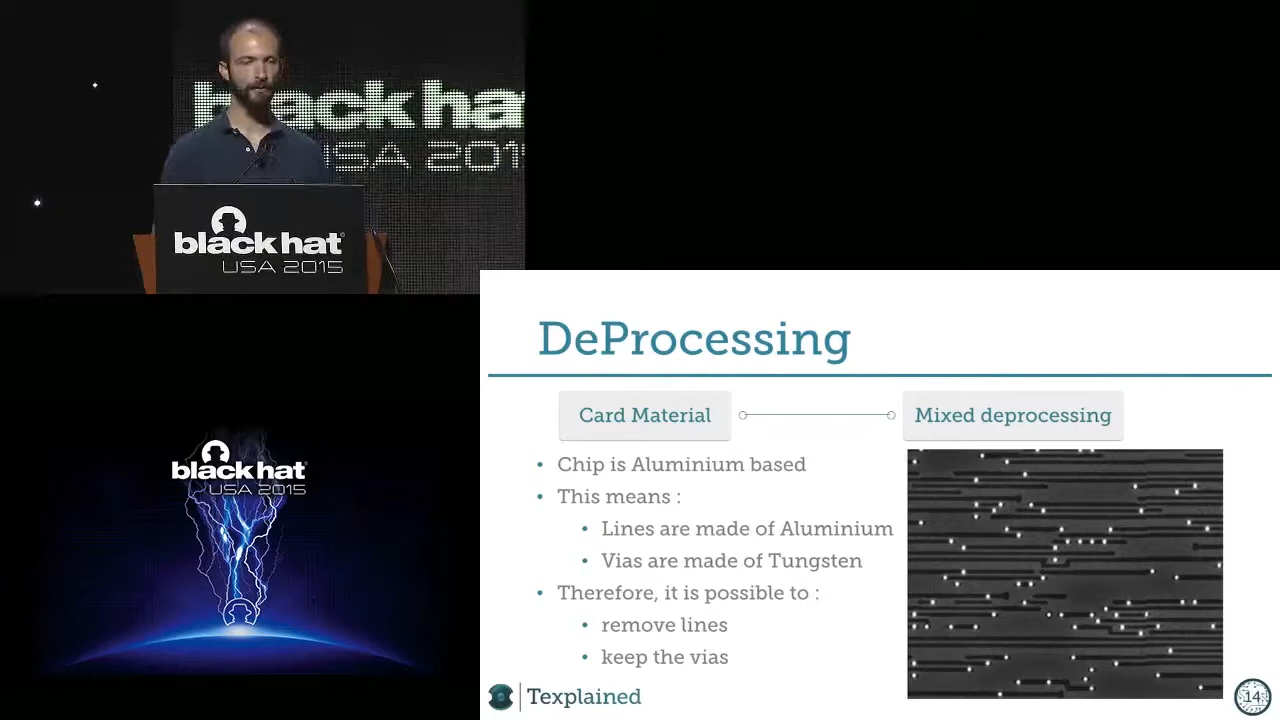 black ha
USA 201
black hat
USA 2015
black hat
USA 2015
DeProcessing
Card Material
Mixed deprocessing
• Chip is Aluminium based
• This means :
• Lines are made of Aluminium
• Vias are made of Tungsten
• Therefore, it is possible to :
• remove lines
• keep the vias
Texplained
14